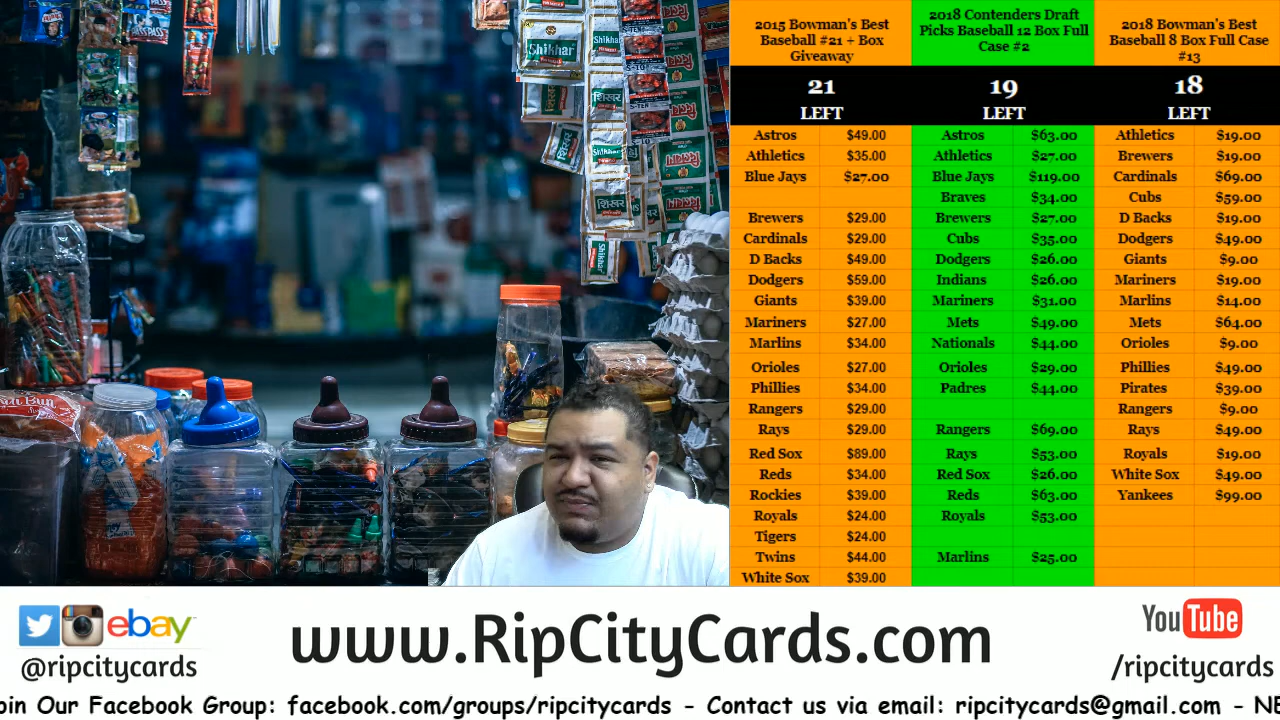 Shikhar
शिखर
Shikhar
शिखर
Shikhar
2015 Bowman's Best
Baseball #21 + Box
Giveaway
21
LEFT
Astros $49.00
Athletics $35.00
Blue Jays $27.00
Brewers $29.00
Cardinals $29.00
D Backs $49.00
Dodgers $59.00
Giants $39.00
Mariners $27.00
Marlins $34.00
Orioles $27.00
Phillies $34.00
Rangers $29.00
Rays $29.00
Red Sox $89.00
Reds $34.00
Rockies $39.00
Royals $24.00
Tigers $24.00
Twins $44.00
White Sox $39.00
2018 Contenders Draft
Picks Baseball 12 Box Full
Case #2
19
LEFT
Astros $63.00
Athletics $27.00
Blue Jays $119.00
Braves $34.00
Brewers $27.00
Cubs $35.00
Dodgers $26.00
Indians $26.00
Mariners $31.00
Mets $49.00
Nationals $44.00
Orioles $29.00
Padres $44.00
Rangers $69.00
Rays $53.00
Red Sox $26.00
Reds $63.00
Royals $53.00
Marlins $25.00
2018 Bowman's Best
Baseball 8 Box Full Case
#13
18
LEFT
Athletics $19.00
Brewers $19.00
Cardinals $69.00
Cubs $59.00
D Backs $19.00
Dodgers $49.00
Giants $9.00
Mariners $19.00
Marlins $14.00
Mets $64.00
Orioles $9.00
Phillies $49.00
Pirates $39.00
Rangers $9.00
Rays $49.00
Royals $19.00
White Sox $49.00
Yankees $99.00
ebay
@ripcitycards
www.RipCityCards.com
YouTube
/ripcitycards
oin Our Facebook Group: facebook.com/groups/ripcitycards - Contact us via email: ripcitycards@gmail.com - NE